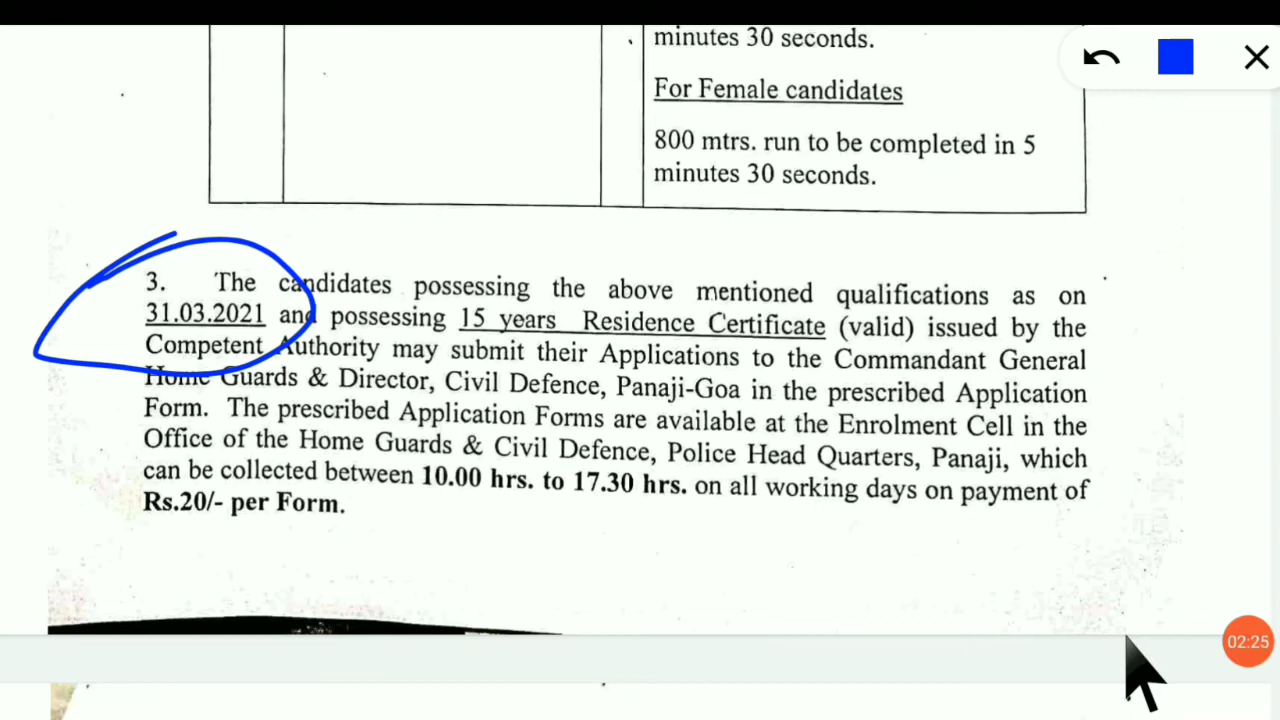 minutes 30 seconds.
For Female candidates
800 mtrs. run to be completed in 5
minutes 30 seconds.
3. The candidates possessing the above mentioned qualifications as on
31.03.2021 and possessing 15 years Residence Certificate (valid) issued by the
Competent Authority may submit their Applications to the Commandant General
Home Guards & Director, Civil Defence, Panaji-Goa in the prescribed Application
Form. The prescribed Application Forms are available at the Enrolment Cell in the
Office of the Home Guards & Civil Defence, Police Head Quarters, Panaji, which
can be collected between 10.00 hrs. to 17.30 hrs. on all working days on payment of
Rs.20/- per Form.
02:25